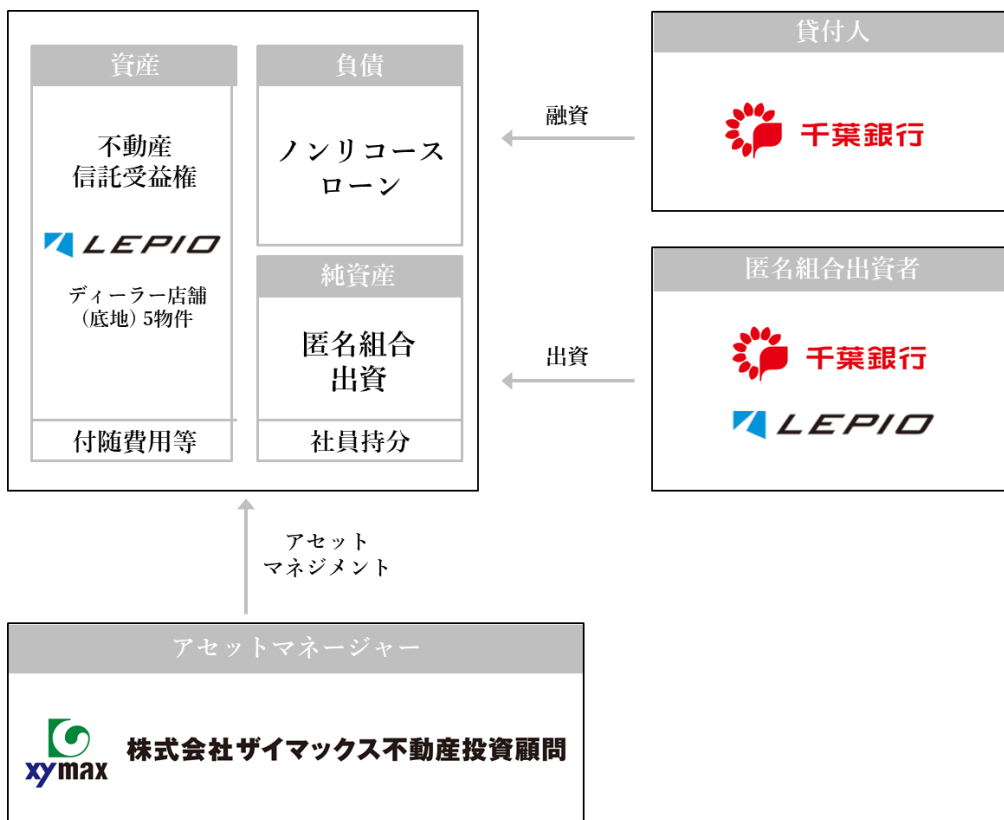 資産
不動産
信託受益権
LEPIO
ディーラー店舗
（底地）5物件
付随費用等
負債
ノンリコース
ローン
純資産
匿名組合
出資
社員持分
融資
出資
貸付人
千葉銀行
匿名組合出資者
千葉銀行
LEPIO
アセット
マネジメント
アセットマネージャー
xymax
株式会社ザイマックス不動産投資顧問